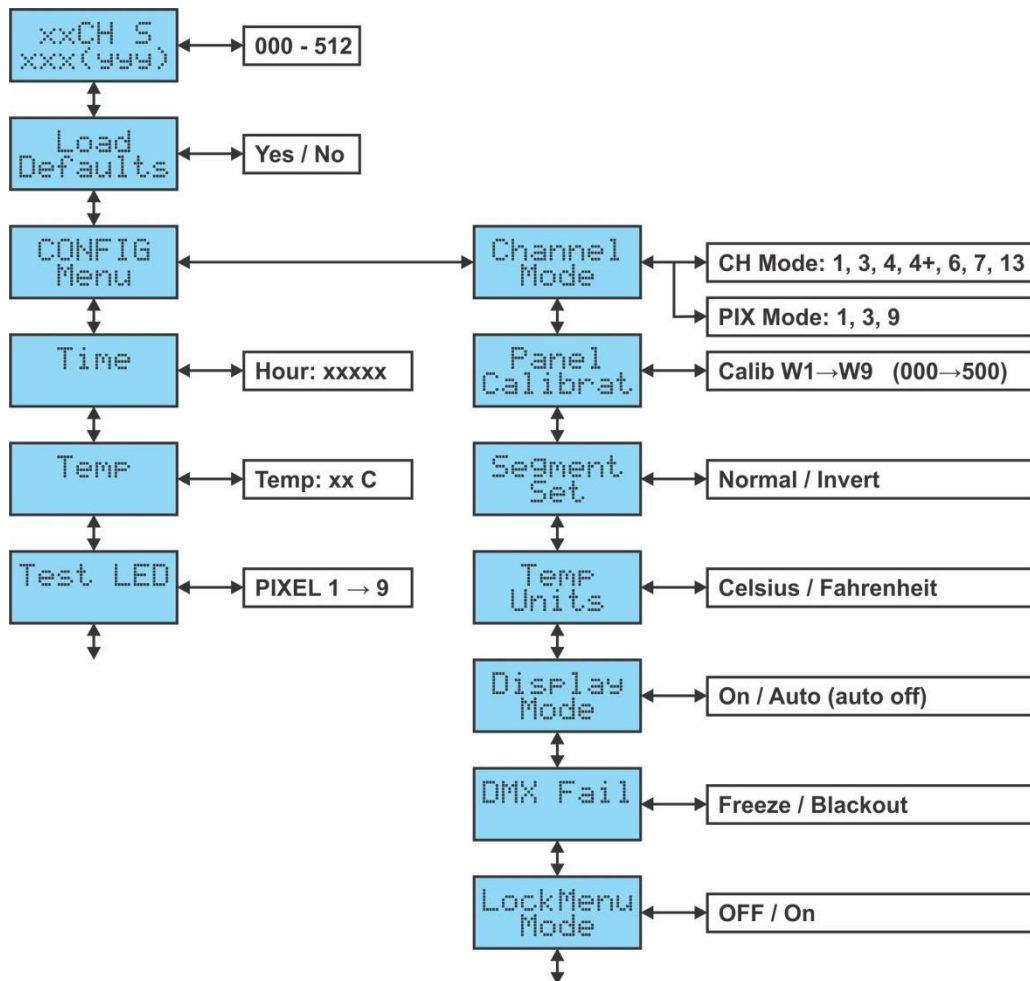 xxCH S
xxx(yyy)
000 - 512
Load
Defaults
Yes / No
CONFIG
Menu
Time
Hour: xxxxx
Temp
Temp: xx C
Test LED
PIXEL 1 → 9
Channel
Mode
CH Mode: 1, 3, 4, 4+, 6, 7, 13
PIX Mode: 1, 3, 9
Panel
Calibrat
Calib W1→W9 (000→500)
Segment
Set
Normal / Invert
Temp
Units
Celsius / Fahrenheit
Display
Mode
On / Auto (auto off)
DMX Fail
Freeze / Blackout
LockMenu
Mode
OFF / On